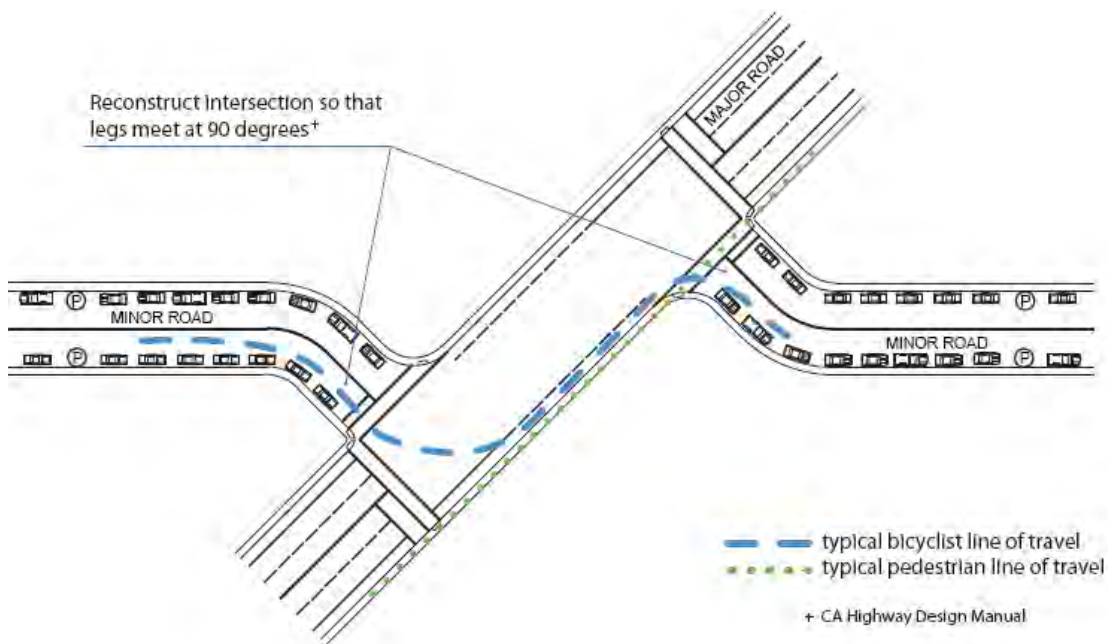 MAJOR ROAD
Reconstruct intersection so that
legs meet at 90 degrees+
P
P
MINOR ROAD
MINOR ROAD
P
P
typical bicyclist line of travel
typical pedestrian line of travel
+ CA Highway Design Manual